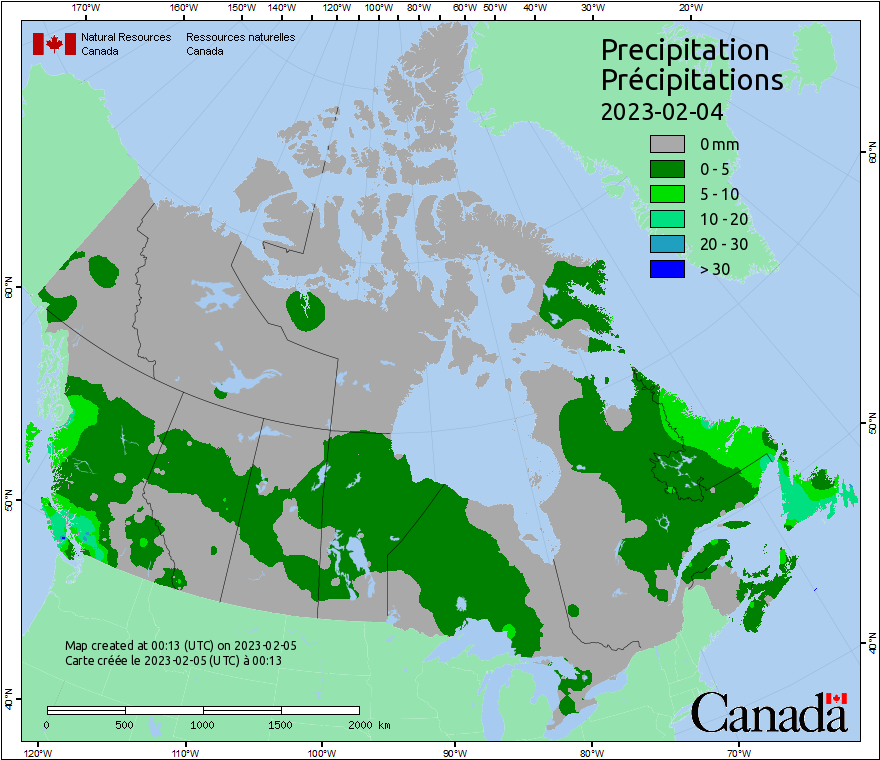 170°W 160°W 150°W 140°W 130°W 120°W 110°W 100°W 90°W 80°W 60°W 50°W 40°W 30°W 20°W
Natural Resources Ressources naturelles
Canada Canada
Precipitation
Précipitations
2023-02-04
0 mm
0 - 5
5 - 10
10 - 20
20 - 30
> 30
60°N
60°N
50°N
50°N
40°N
40°N
Map created at 00:13 (UTC) on 2023-02-05
Carte créée le 2023-02-05 (UTC) à 00:13
0 500 1000 1500 2000 km
Canada
120°W 110°W 100°W 90°W 80°W 70°W